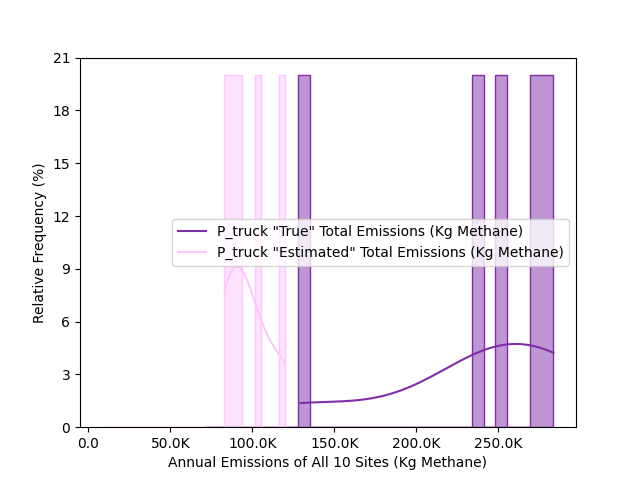 21
18
15
12
9
6
3
0
Relative Frequency (%)
P_truck "True" Total Emissions (Kg Methane)
P_truck "Estimated" Total Emissions (Kg Methane)
0.0 50.0K 100.0K 150.0K 200.0K 250.0K
Annual Emissions of All 10 Sites (Kg Methane)